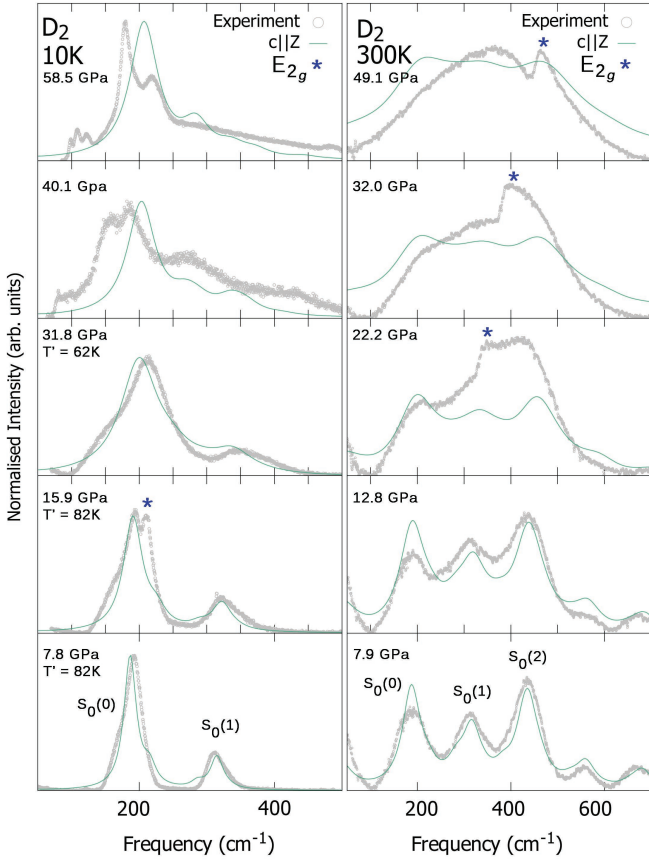 D₂
10K
58.5 GPa
Experiment
c||Z
E₂g *
40.1 Gpa
31.8 GPa
T' = 62K
15.9 GPa
T' = 82K
*
7.8 GPa
T' = 82K
S₀(0)
S₀(1)
200
400
Frequency (cm⁻¹)
Normalised Intensity (arb. units)
D₂
300K
49.1 GPa
Experiment
c||Z
E₂g *
*
32.0 GPa
*
22.2 GPa
*
12.8 GPa
7.9 GPa
S₀(0)
S₀(1)
S₀(2)
200
400
600
Frequency (cm⁻¹)